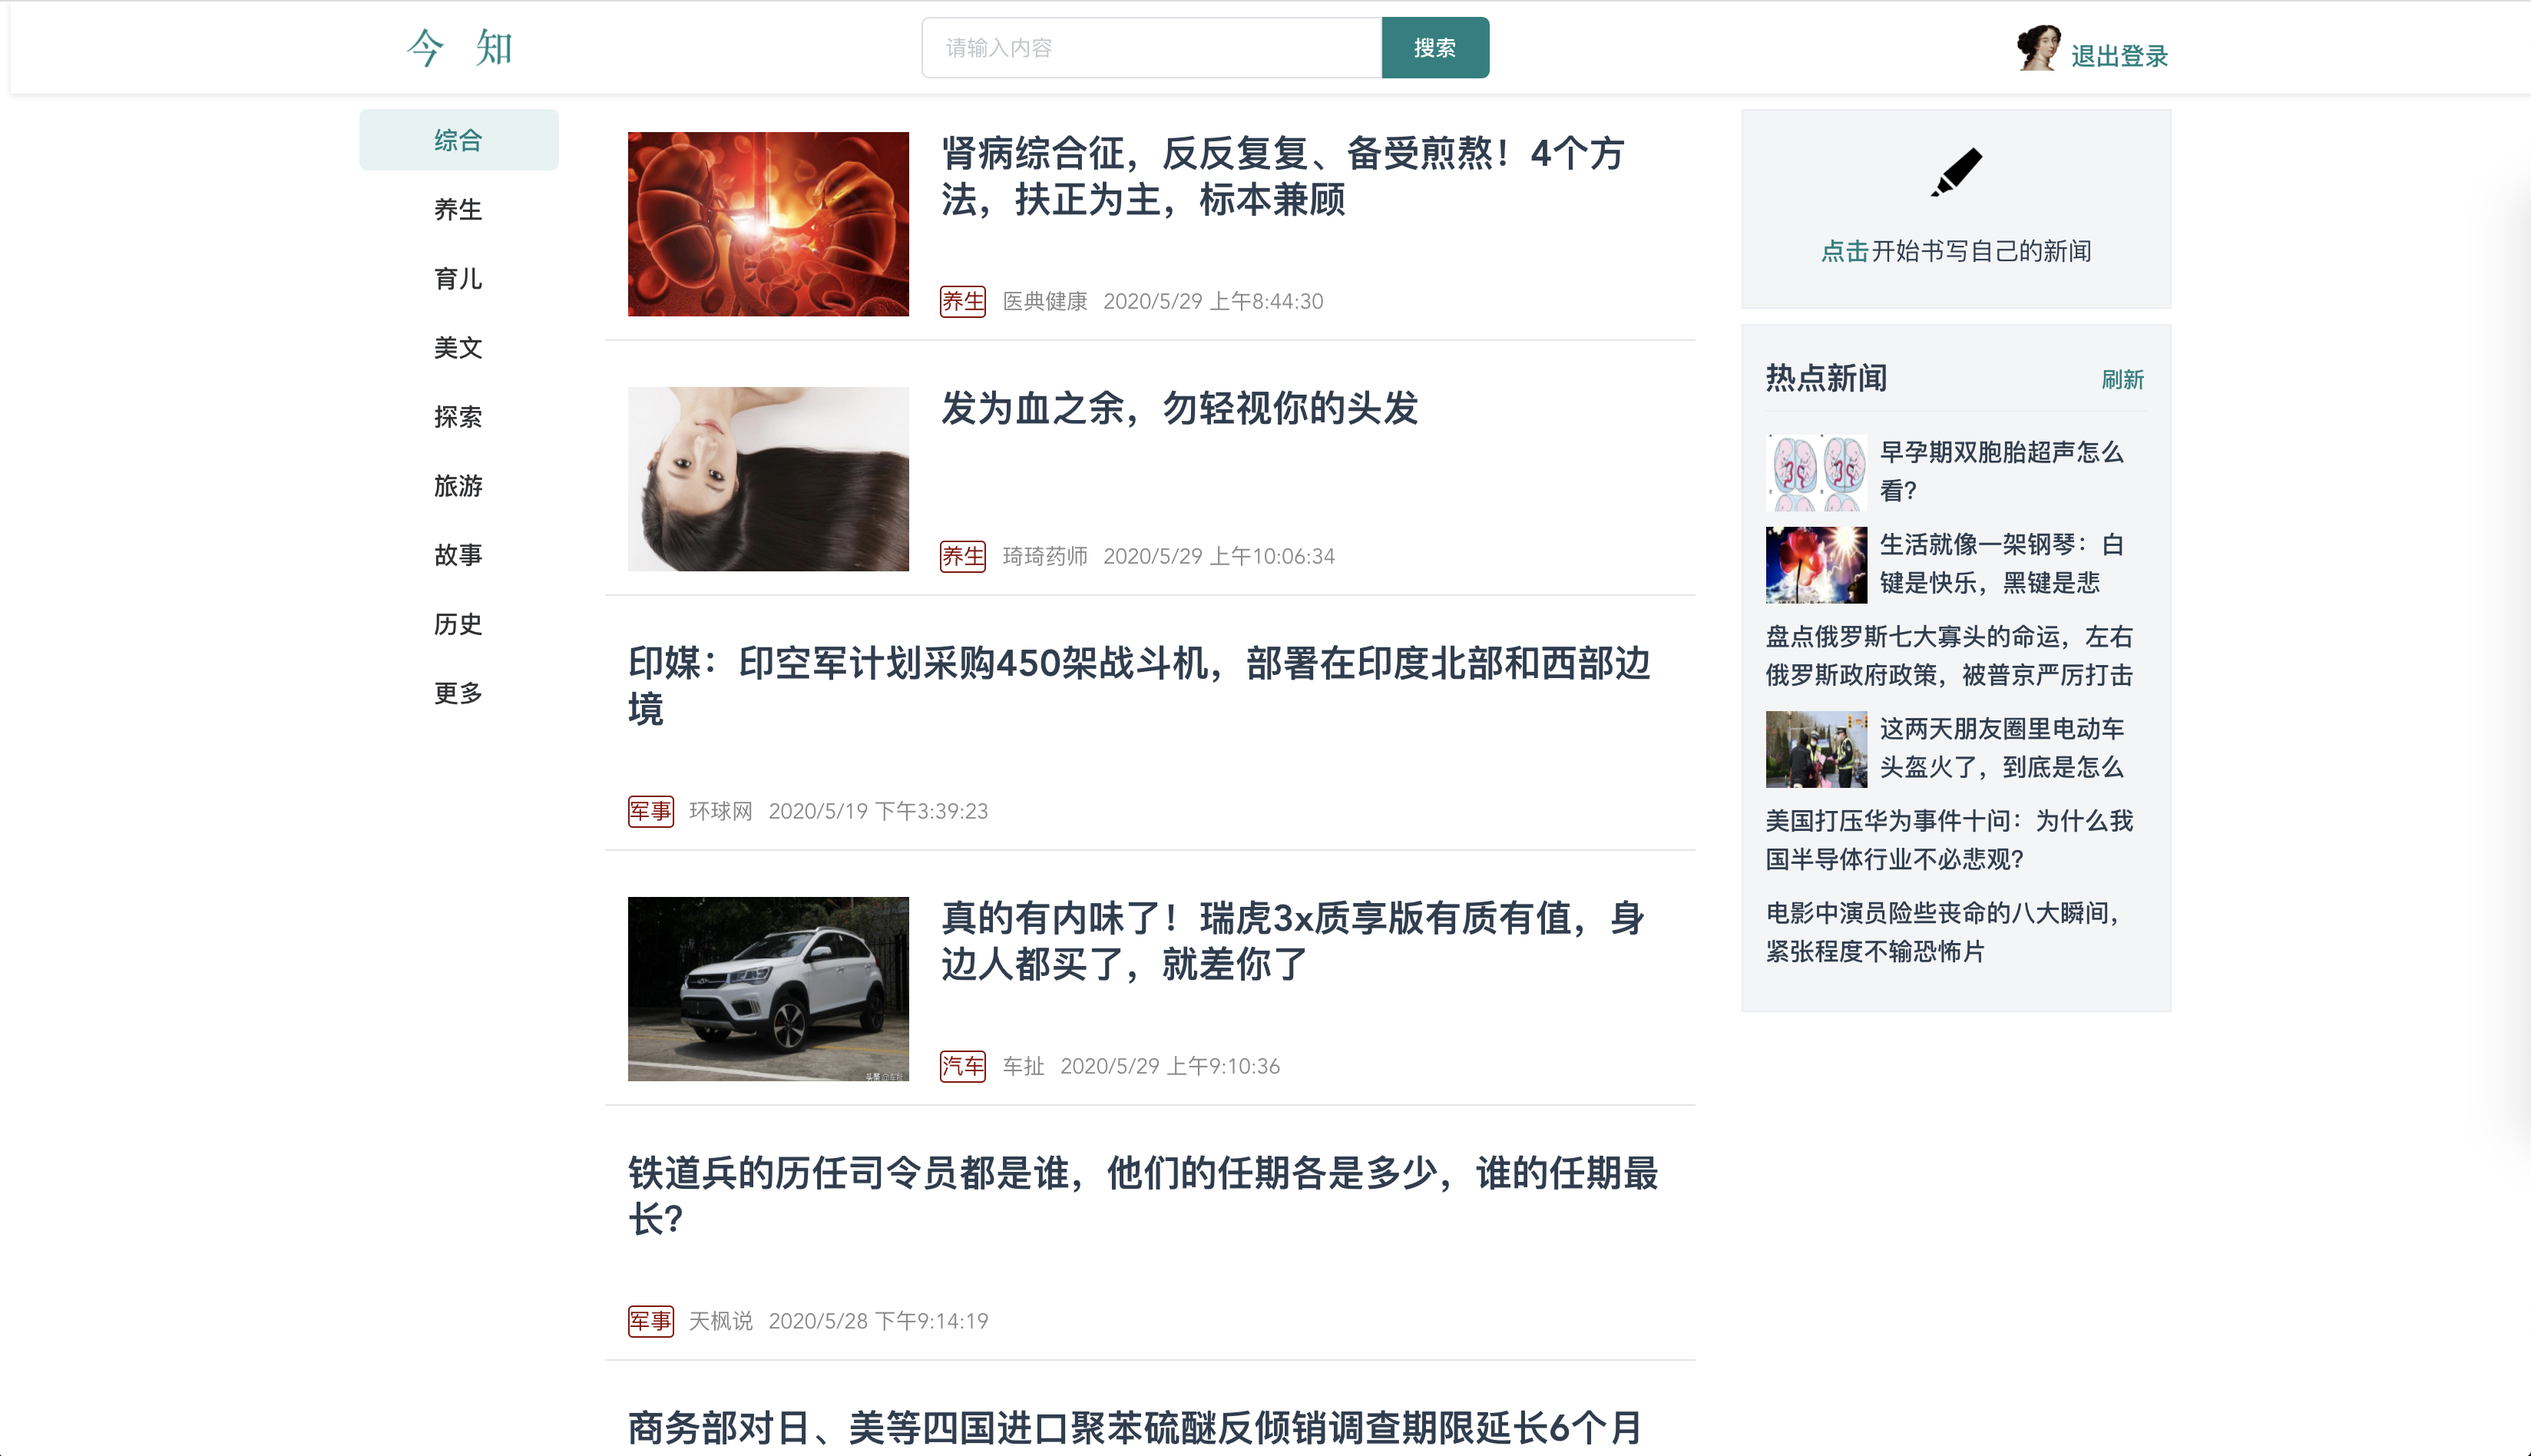 今 知
请输入内容
搜索
退出登录
综合
养生
育儿
美文
探索
旅游
故事
历史
更多
肾病综合征，反反复复、备受煎熬！4个方
法，扶正为主，标本兼顾
养生 医典健康 2020/5/29 上午8:44:30
发为血之余，勿轻视你的头发
养生 琦琦药师 2020/5/29 上午10:06:34
印媒：印空军计划采购450架战斗机，部署在印度北部和西部边
境
军事 环球网 2020/5/19 下午3:39:23
真的有内味了！瑞虎3x质享版有质有值，身
边人都买了，就差你了
汽车 车扯 2020/5/29 上午9:10:36
铁道兵的历任司令员都是谁，他们的任期各是多少，谁的任期最
长？
军事 天枫说 2020/5/28 下午9:14:19
商务部对日、美等四国进口聚苯硫醚反倾销调查期限延长6个月
点击开始书写自己的新闻
热点新闻
刷新
早孕期双胞胎超声怎么
看？
生活就像一架钢琴：白
键是快乐，黑键是悲
盘点俄罗斯七大寡头的命运，左右
俄罗斯政府政策，被普京严厉打击
这两天朋友圈里电动车
头盔火了，到底是怎么
美国打压华为事件十问：为什么我
国半导体行业不必悲观？
电影中演员险些丧命的八大瞬间，
紧张程度不输恐怖片